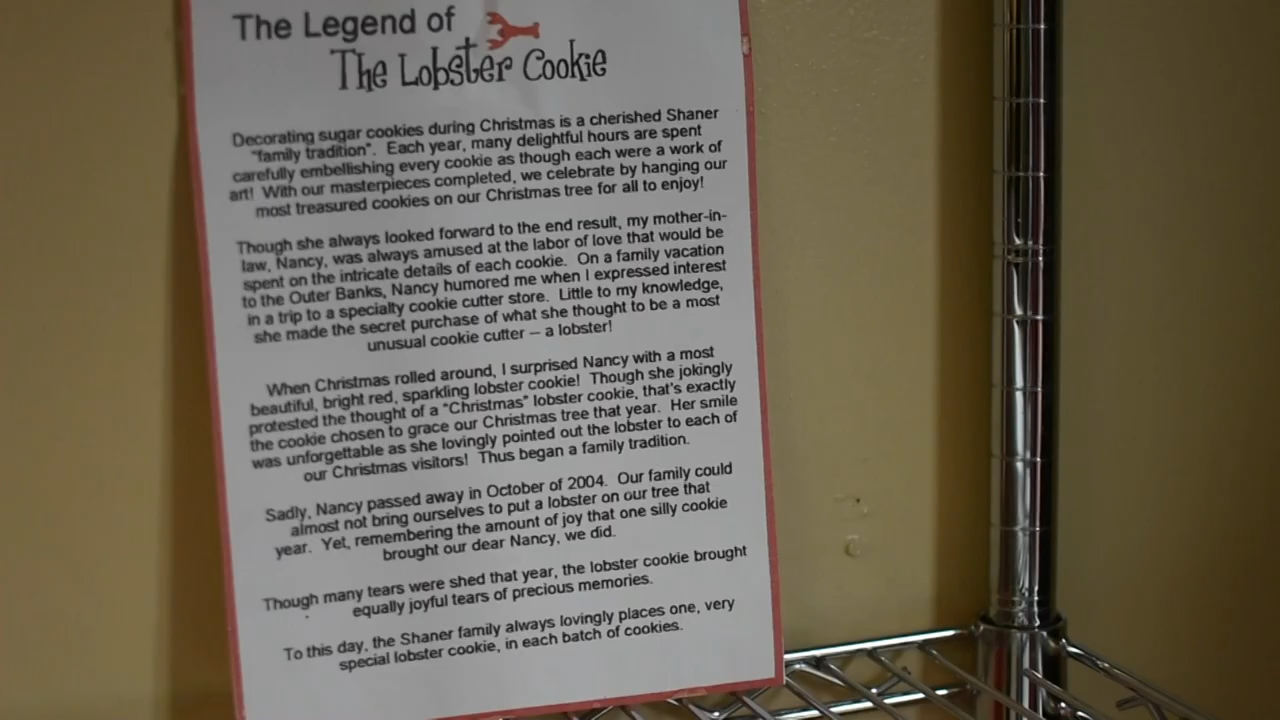 The Legend of
The Lobster Cookie
Decorating sugar cookies during Christmas is a cherished Shaner
"family tradition". Each year, many delightful hours are spent
carefully embellishing every cookie as though each were a work of
art! With our masterpieces completed, we celebrate by hanging our
most treasured cookies on our Christmas tree for all to enjoy!
Though she always looked forward to the end result, my mother-in-
law, Nancy, was always amused at the labor of love that would be
spent on the intricate details of each cookie. On a family vacation
to the Outer Banks, Nancy humored me when I expressed interest
in a trip to a specialty cookie cutter store. Little to my knowledge,
she made the secret purchase of what she thought to be a most
unusual cookie cutter – a lobster!
When Christmas rolled around, I surprised Nancy with a most
beautiful, bright red, sparkling lobster cookie! Though she jokingly
protested the thought of a "Christmas" lobster cookie, that's exactly
the cookie chosen to grace our Christmas tree that year. Her smile
was unforgettable as she lovingly pointed out the lobster to each of
our Christmas visitors! Thus began a family tradition.
Sadly, Nancy passed away in October of 2004. Our family could
almost not bring ourselves to put a lobster on our tree that
year. Yet, remembering the amount of joy that one silly cookie
brought our dear Nancy, we did.
Though many tears were shed that year, the lobster cookie brought
equally joyful tears of precious memories.
To this day, the Shaner family always lovingly places one, very
special lobster cookie, in each batch of cookies.